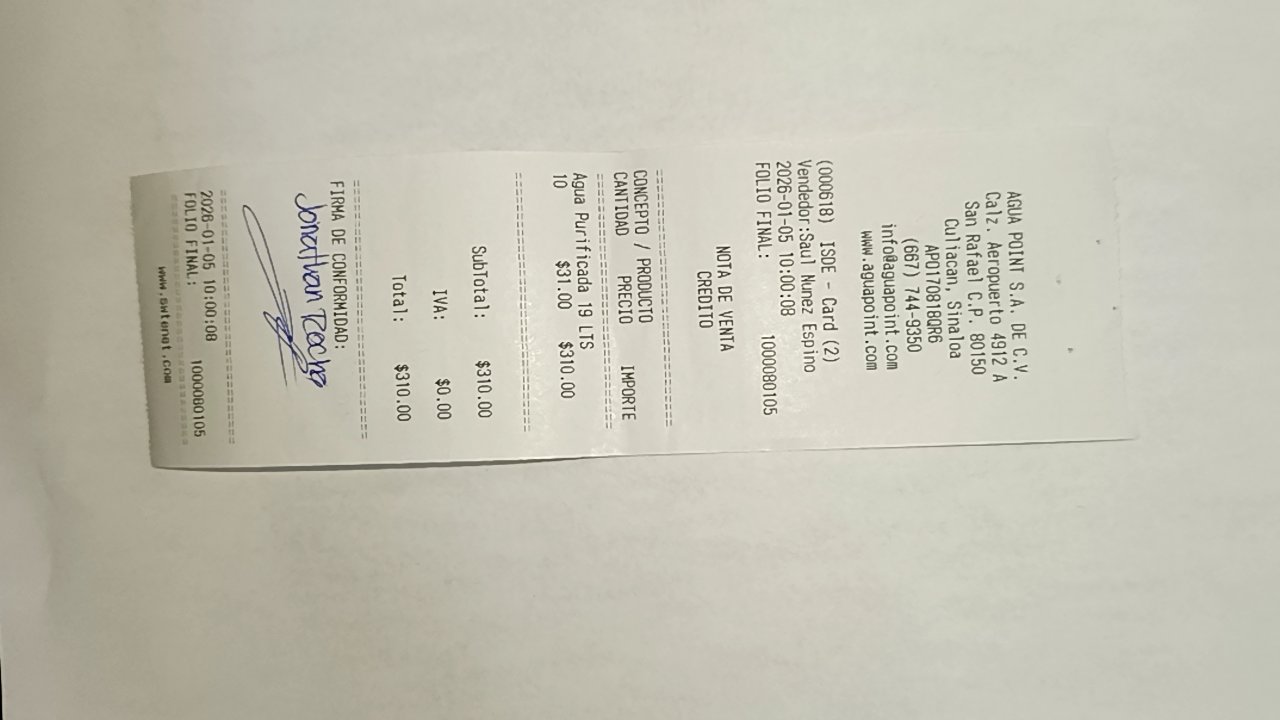 AGUA POINT S.A. DE C.V.
Calz. Aeropuerto 4912 A
San Rafael C.P. 80150
Culiacan, Sinaloa
APO170818QR6
(667) 744-9350
info@aguapoint.com
www.aguapoint.com
(000618) ISDE - Card (2)
Vendedor:Saul Nunez Espino
2026-01-05 10:00:08
FOLIO FINAL: 1000080105
NOTA DE VENTA
CREDITO
================================
CONCEPTO / PRODUCTO
CANTIDAD PRECIO IMPORTE
================================
Agua Purificada 19 LTS
10 $31.00 $310.00
================================
SubTotal: $310.00
IVA: $0.00
Total: $310.00
================================
FIRMA DE CONFORMIDAD:
Jonathan Rocha
================================
2026-01-05 10:00:08
FOLIO FINAL: 1000080105
================================
www.swtenet.com